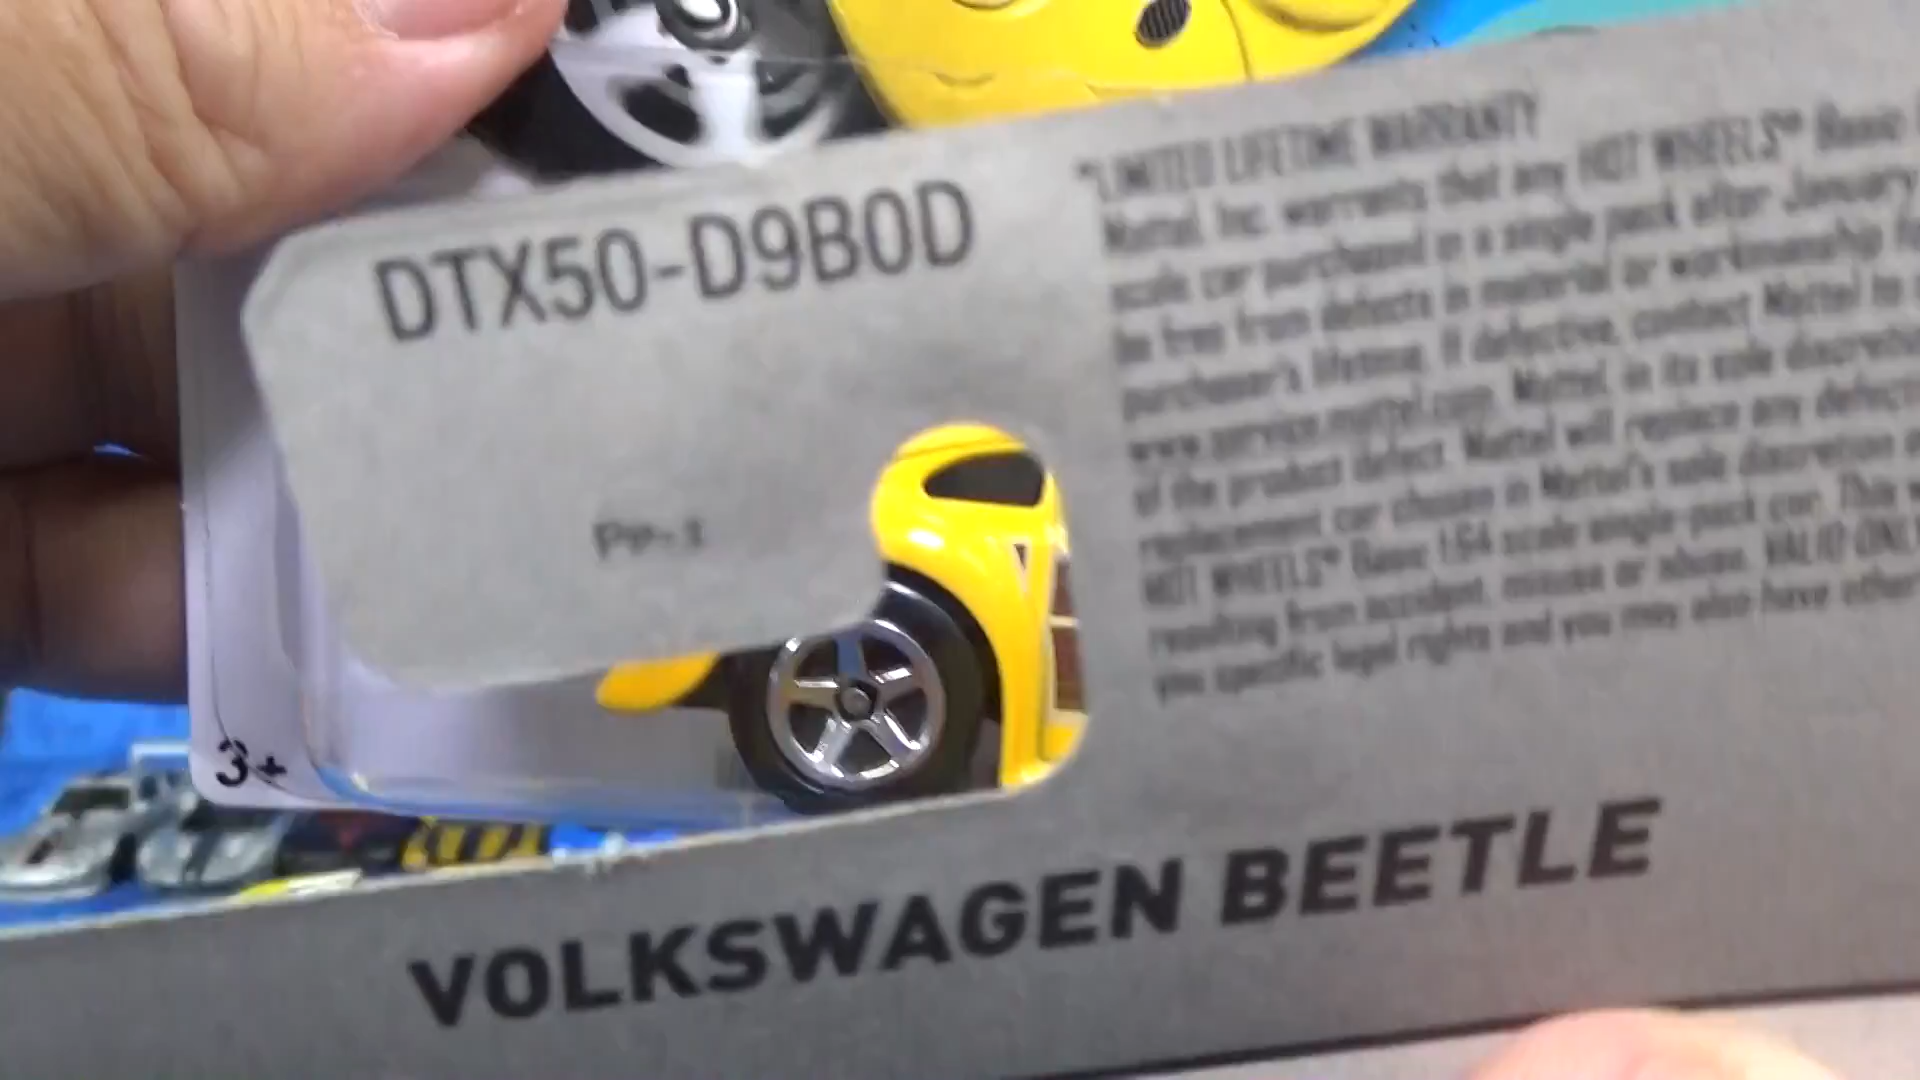 DTX50-D9B0D
PP-1
*LIMITED LIFETIME WARRANTY
Mattel, Inc. warrants that any HOT WHEELS® Basic
scale car purchased in a single pack after January
be free from defects in material or workmanship
purchaser's lifetime. If defective, contact Mattel
www.service.mattel.com. Mattel, in its sole discretion
of the product defect. Mattel will replace any defective
replacement car chosen in Mattel's sole discretion
HOT WHEELS® Basic 1:64 scale single-pack car. This
resulting from accident, misuse or abuse. VALID ONLY
you specific legal rights and you may also have other
3+
VOLKSWAGEN BEETLE